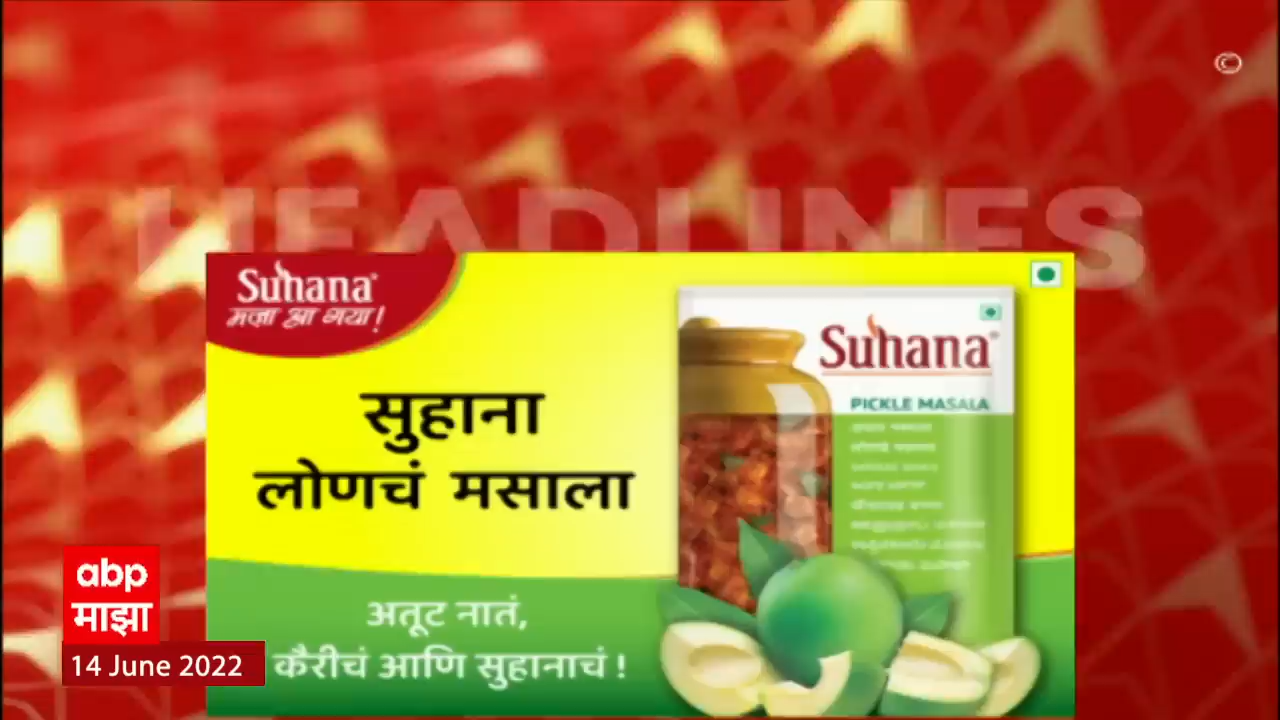 ©
HEADLINES
Suhana®
मज़ा आ गया!
Suhana®
PICKLE MASALA
सुहाना
लोणचं मसाला
अतूट नातं,
कैरीचं आणि सुहानाचं !
abp
माझा
14 June 2022